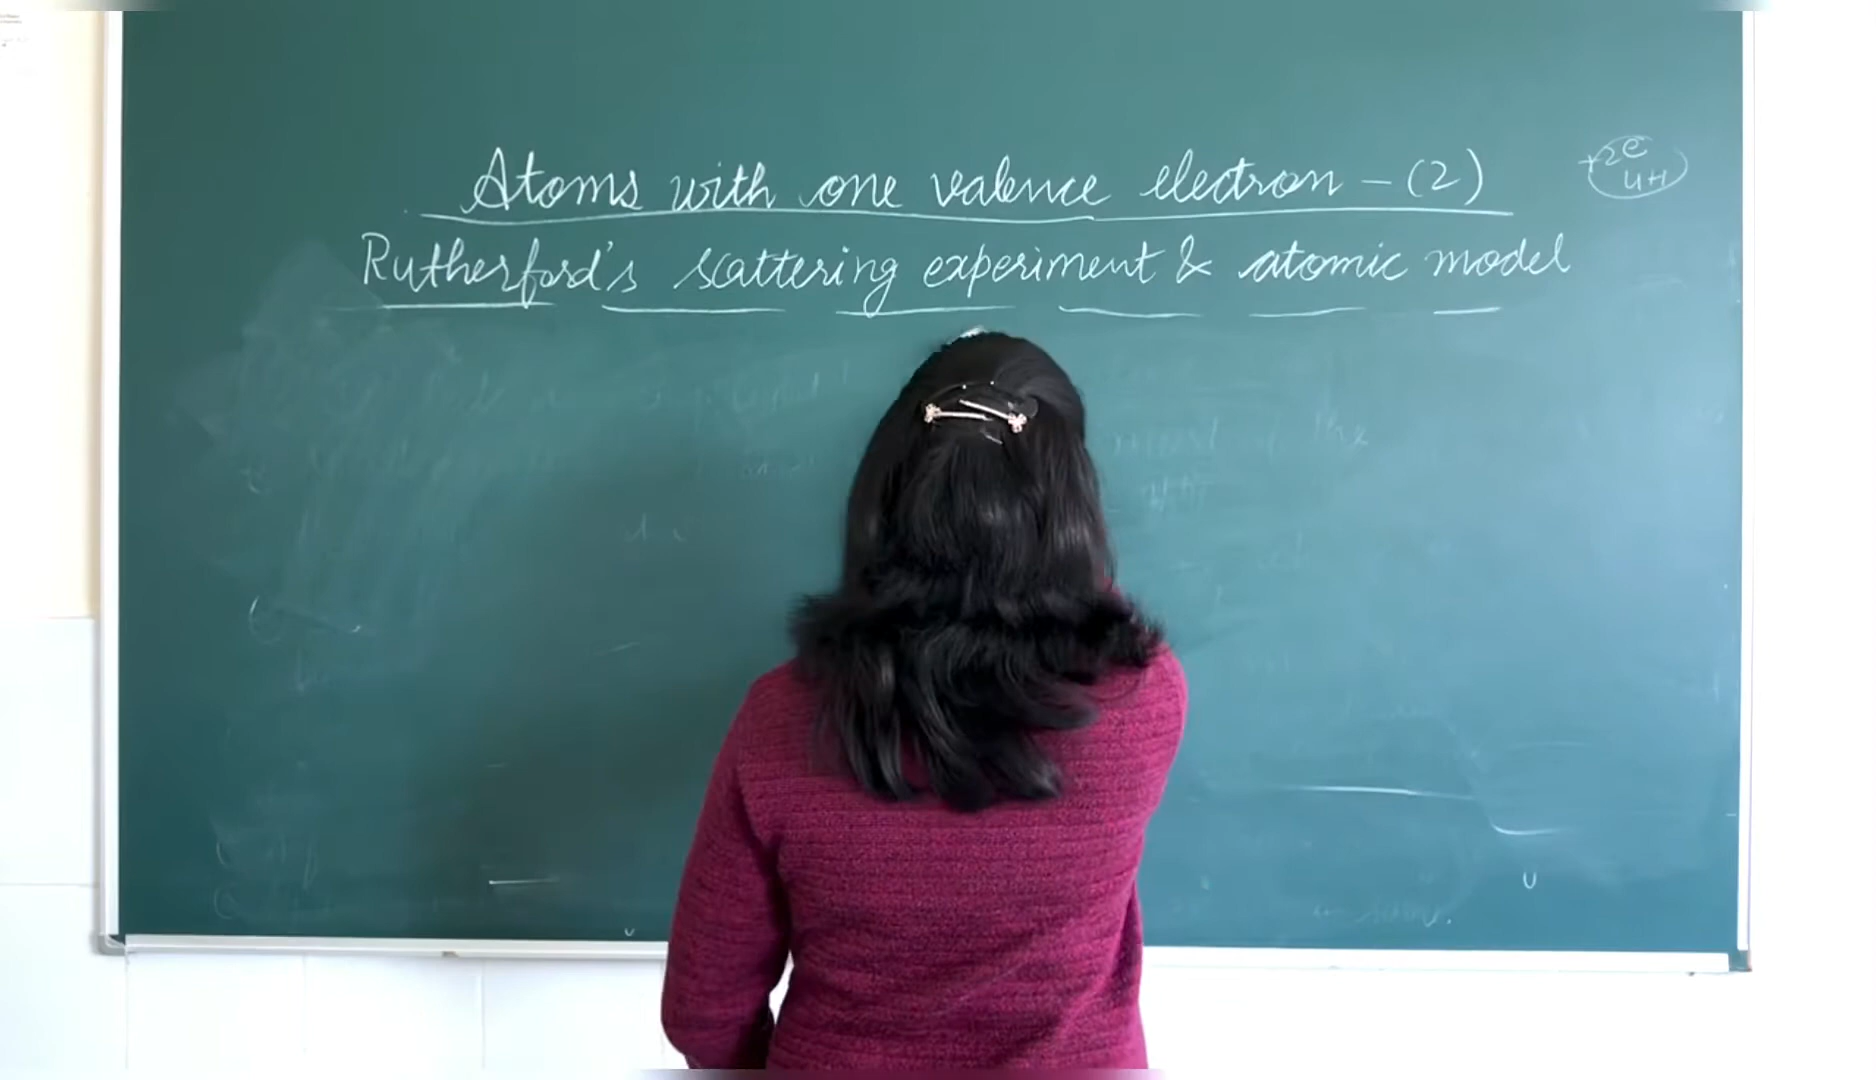 Atoms with one valence electron - (2)
+2e
4H
Rutherford's scattering experiment & atomic model